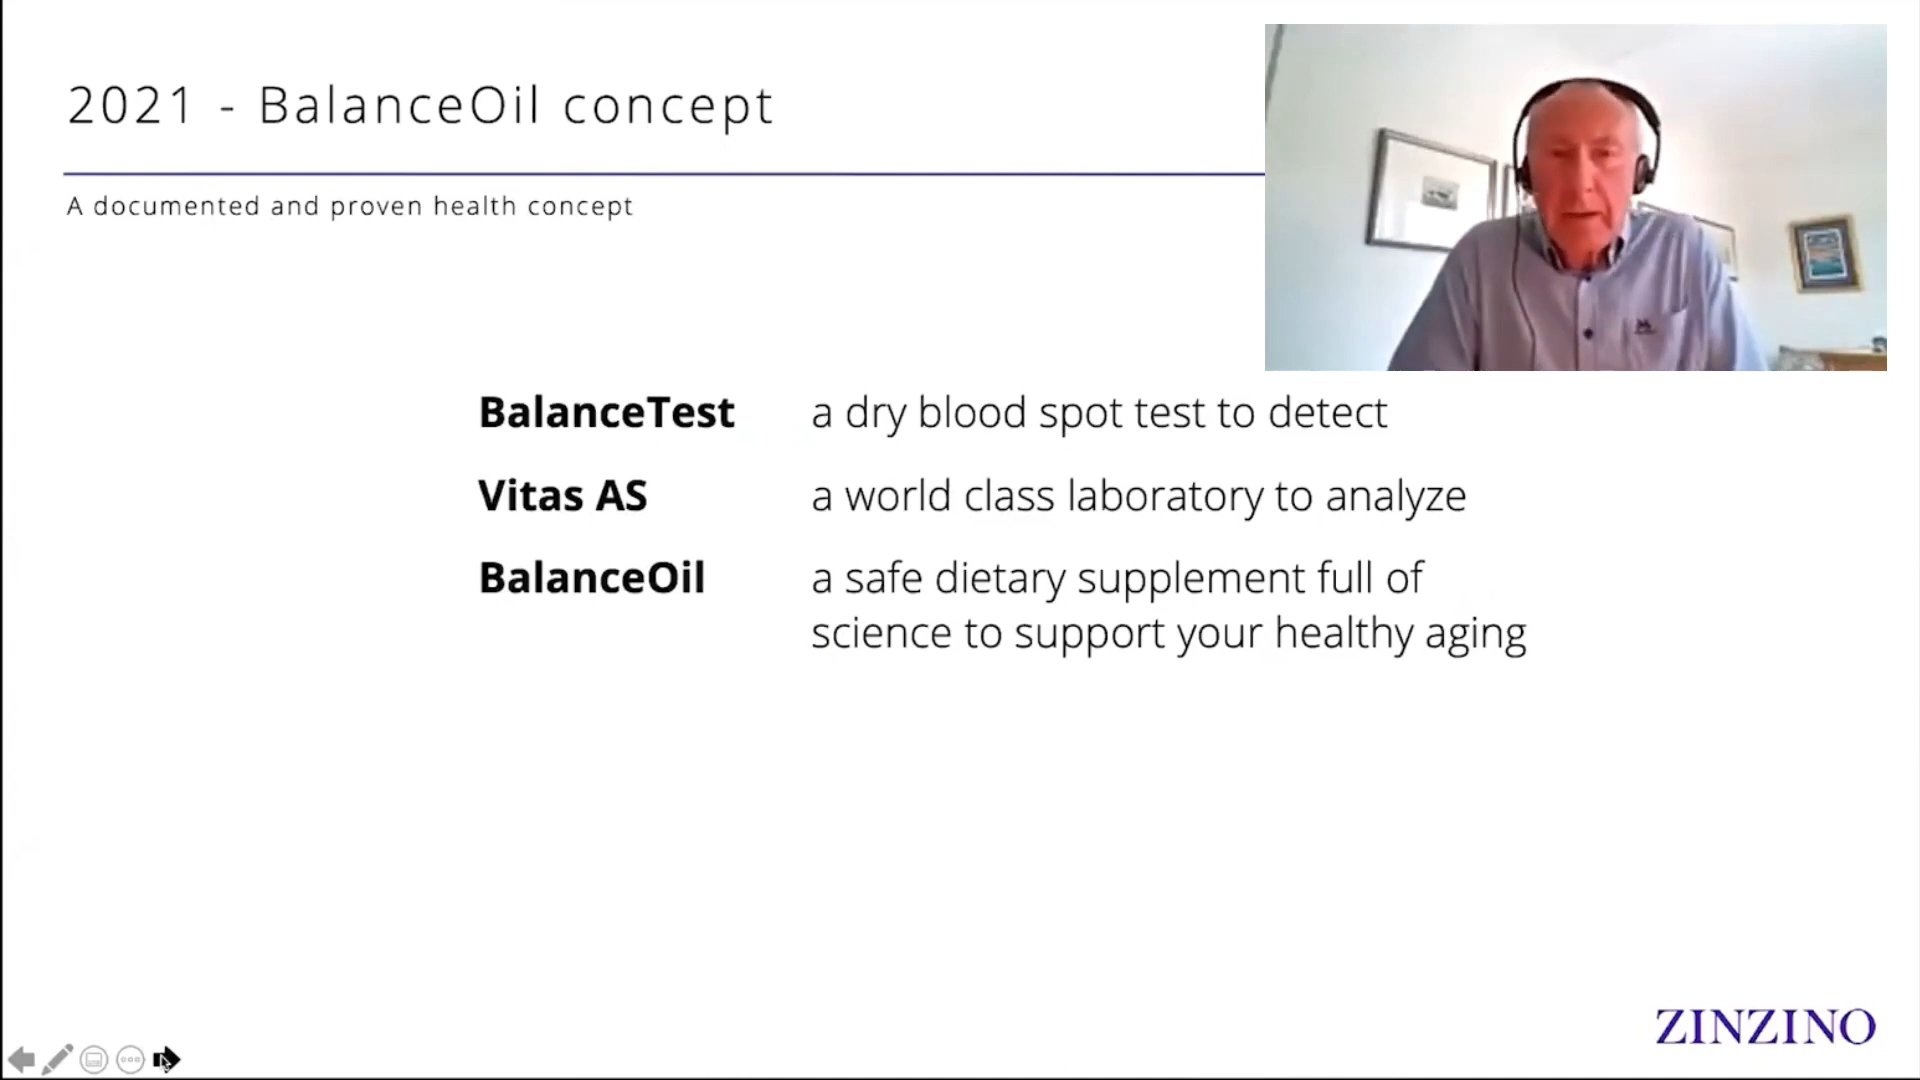 2021 - BalanceOil concept
A documented and proven health concept
BalanceTest a dry blood spot test to detect
Vitas AS a world class laboratory to analyze
BalanceOil a safe dietary supplement full of
science to support your healthy aging
ZINZINO